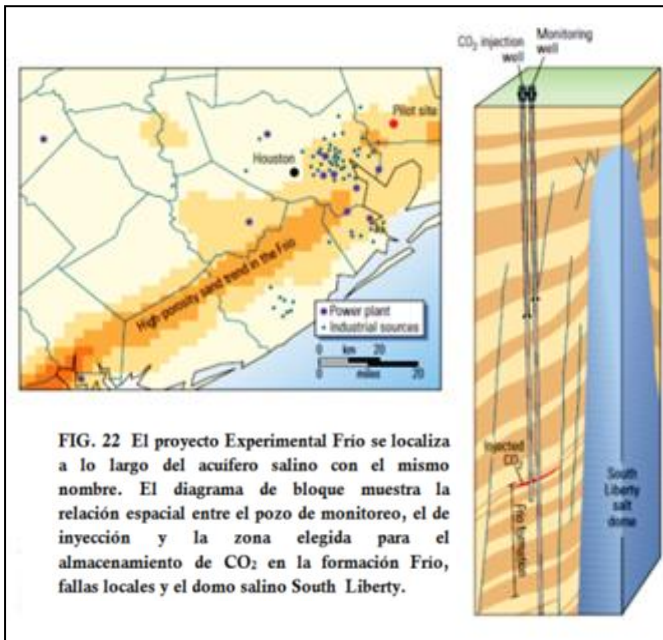 CO₂ injection
well
Monitoring
well
Pilot site
Houston
High-porosity sand trend in the Frio
Power plant
Industrial sources
0 km 20
0 miles 20
FIG. 22 El proyecto Experimental Frío se localiza
a lo largo del acuífero salino con el mismo
nombre. El diagrama de bloque muestra la
relación espacial entre el pozo de monitoreo, el de
inyección y la zona elegida para el
almacenamiento de CO₂ en la formación Frío,
fallas locales y el domo salino South Liberty.
Injected
CO₂
Frio formation
South
Liberty
salt
dome